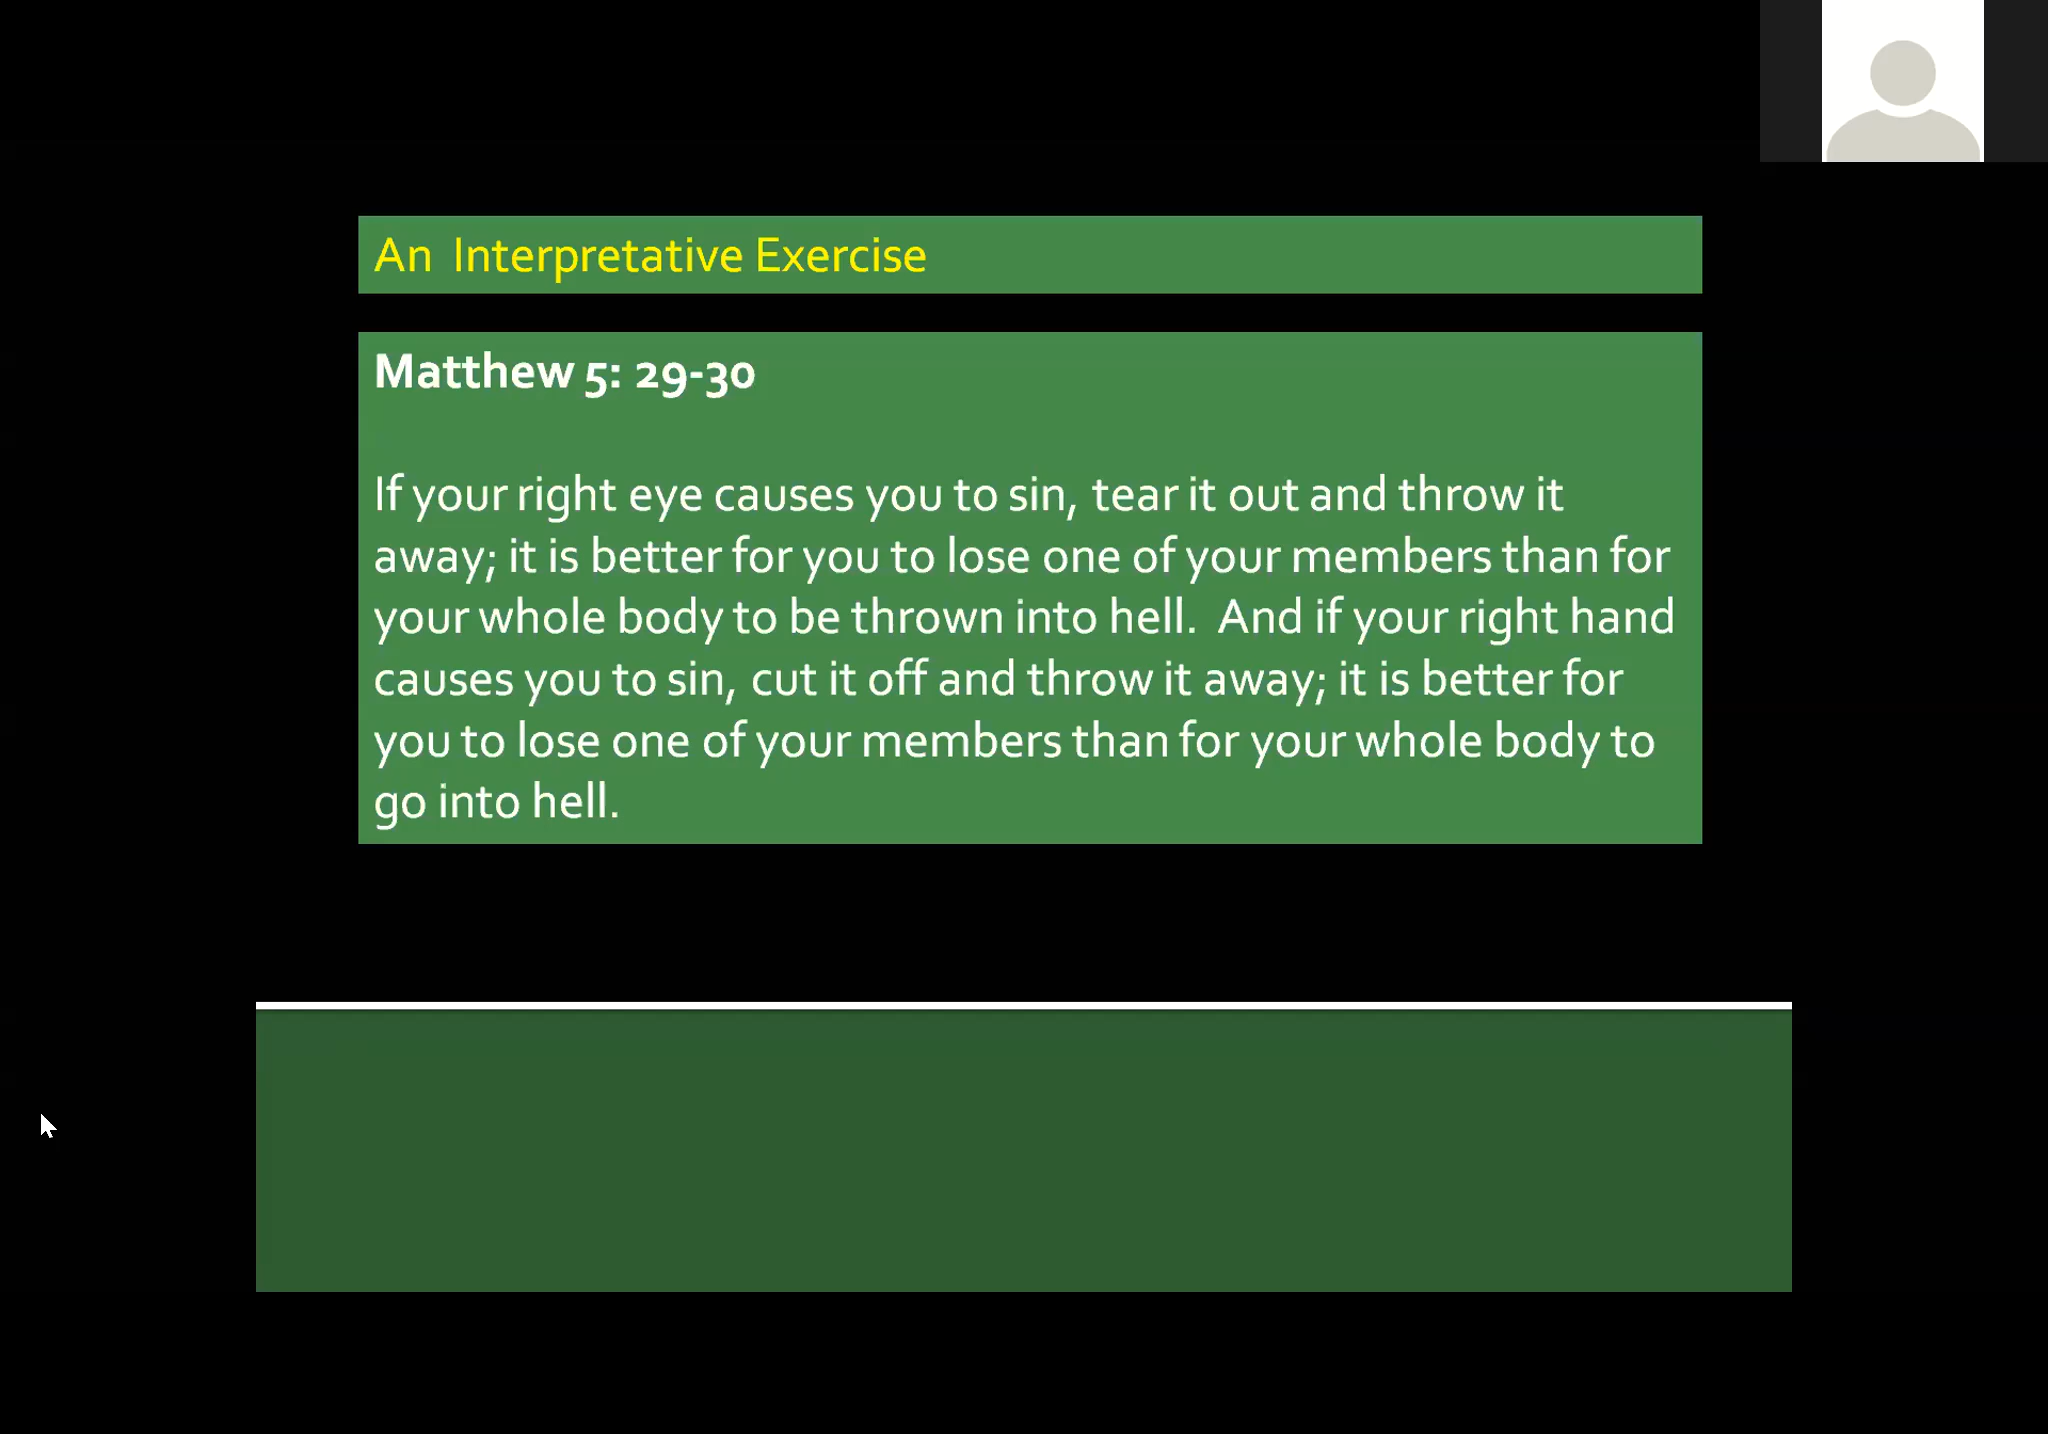 An  Interpretative Exercise
Matthew 5: 29-30
If your right eye causes you to sin, tear it out and throw it
away; it is better for you to lose one of your members than for
your whole body to be thrown into hell.  And if your right hand
causes you to sin, cut it off and throw it away; it is better for
you to lose one of your members than for your whole body to
go into hell.